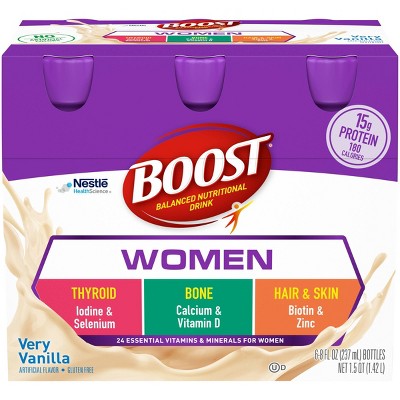 Very
Vanilla
15g
PROTEIN
180
CALORIES
Nestlé
HealthScience
BOOST®
BALANCED NUTRITIONAL
DRINK
WOMEN
THYROID
Iodine &
Selenium
BONE
Calcium &
Vitamin D
HAIR & SKIN
Biotin &
Zinc
24 ESSENTIAL VITAMINS & MINERALS FOR WOMEN
Very
Vanilla
ARTIFICIAL FLAVOR • GLUTEN FREE
U D
6-8 FL OZ (237 mL) BOTTLES
NET 1.5 QT (1.42 L)